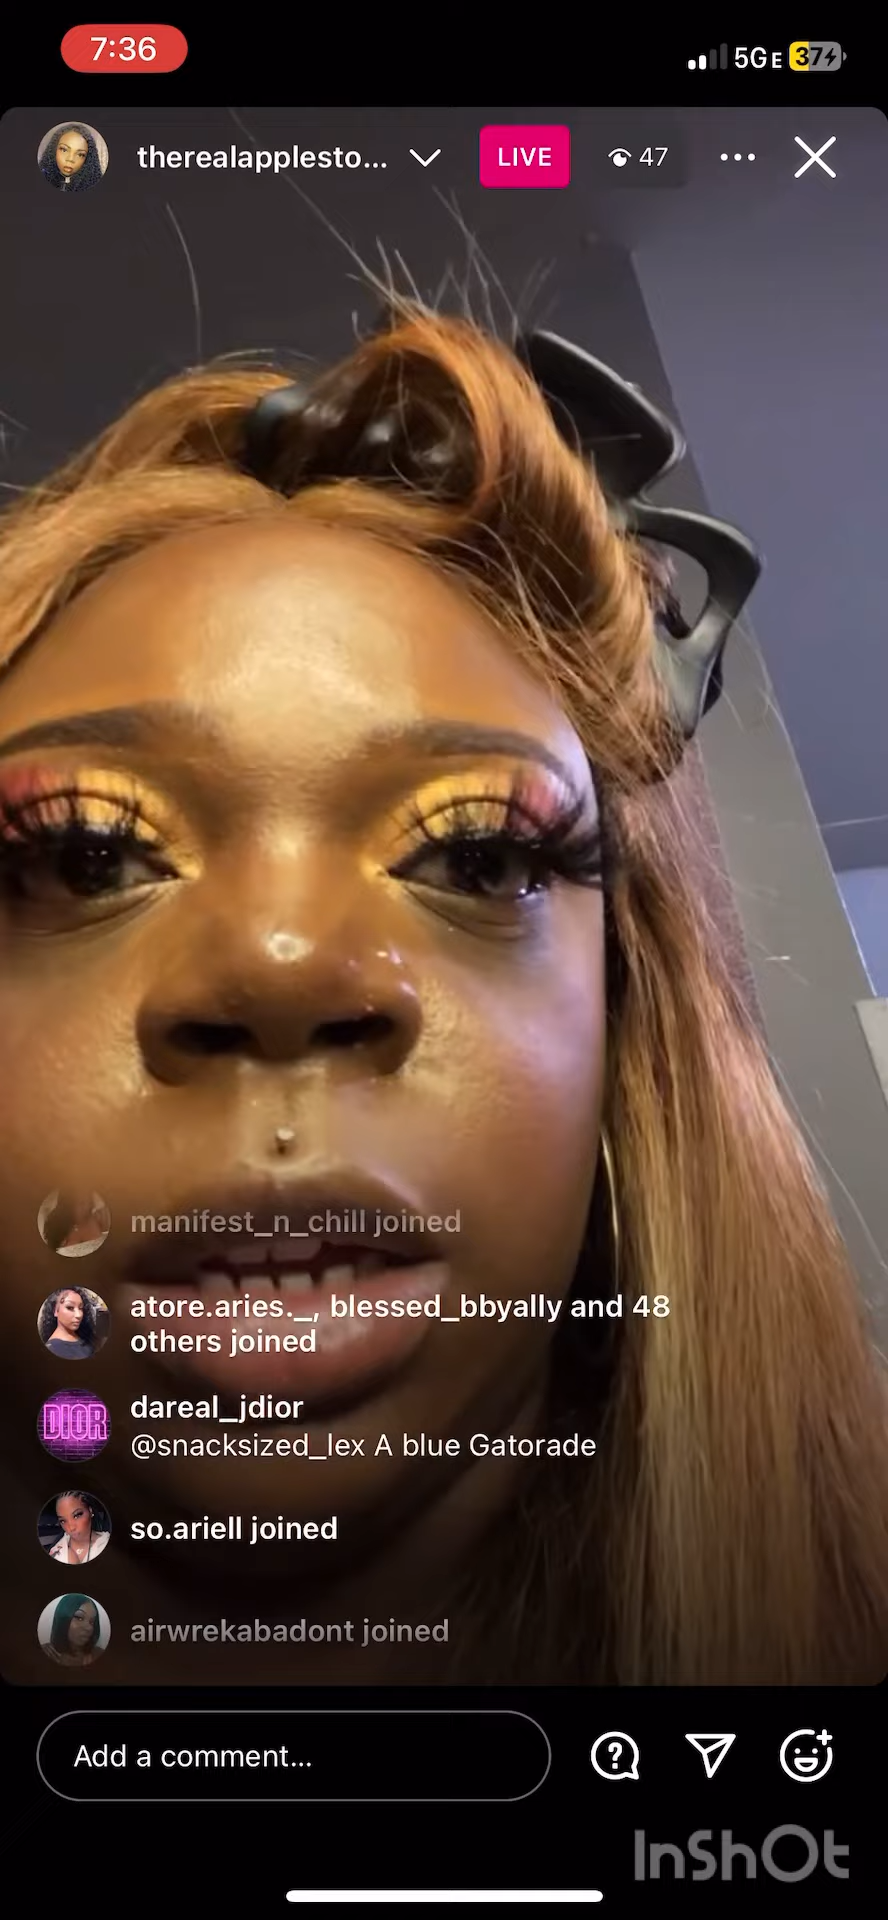 7:36
5GE 37
therealapplesto...
LIVE
47
manifest_n_chill joined
atore.aries._, blessed_bbyally and 48
others joined
DIOR
dareal_jdior
@snacksized_lex A blue Gatorade
so.ariell joined
airwrekabadont joined
Add a comment...
InShOt